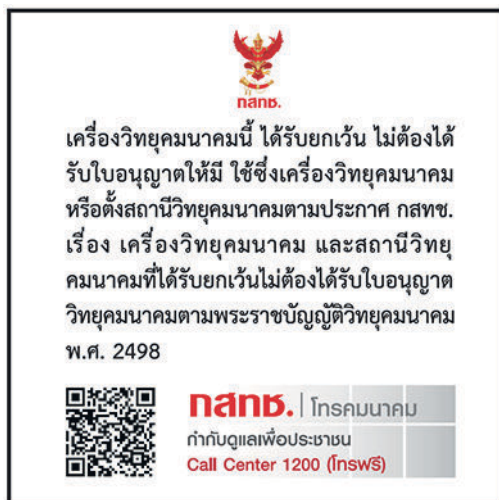 กสทช.
เครื่องวิทยุคมนาคมนี้ ได้รับยกเว้น ไม่ต้องได้
รับใบอนุญาตให้มี ใช้ซึ่งเครื่องวิทยุคมนาคม
หรือตั้งสถานีวิทยุคมนาคมตามประกาศ กสทช.
เรื่อง เครื่องวิทยุคมนาคม และสถานีวิทยุ
คมนาคมที่ได้รับยกเว้นไม่ต้องได้รับใบอนุญาต
วิทยุคมนาคมตามพระราชบัญญัติวิทยุคมนาคม
พ.ศ. 2498
กสทช. | โทรคมนาคม
กำกับดูแลเพื่อประชาชน
Call Center 1200 (โทรฟรี)